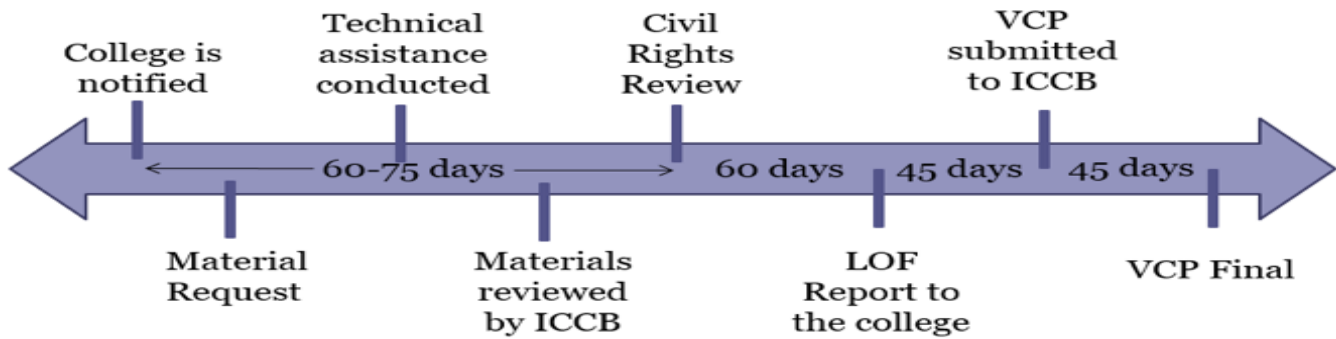 College is
notified
Technical
assistance
conducted
Civil
Rights
Review
VCP
submitted
to ICCB
60-75 days
60 days
45 days
45 days
Material
Request
Materials
reviewed
by ICCB
LOF
Report to
the college
VCP Final